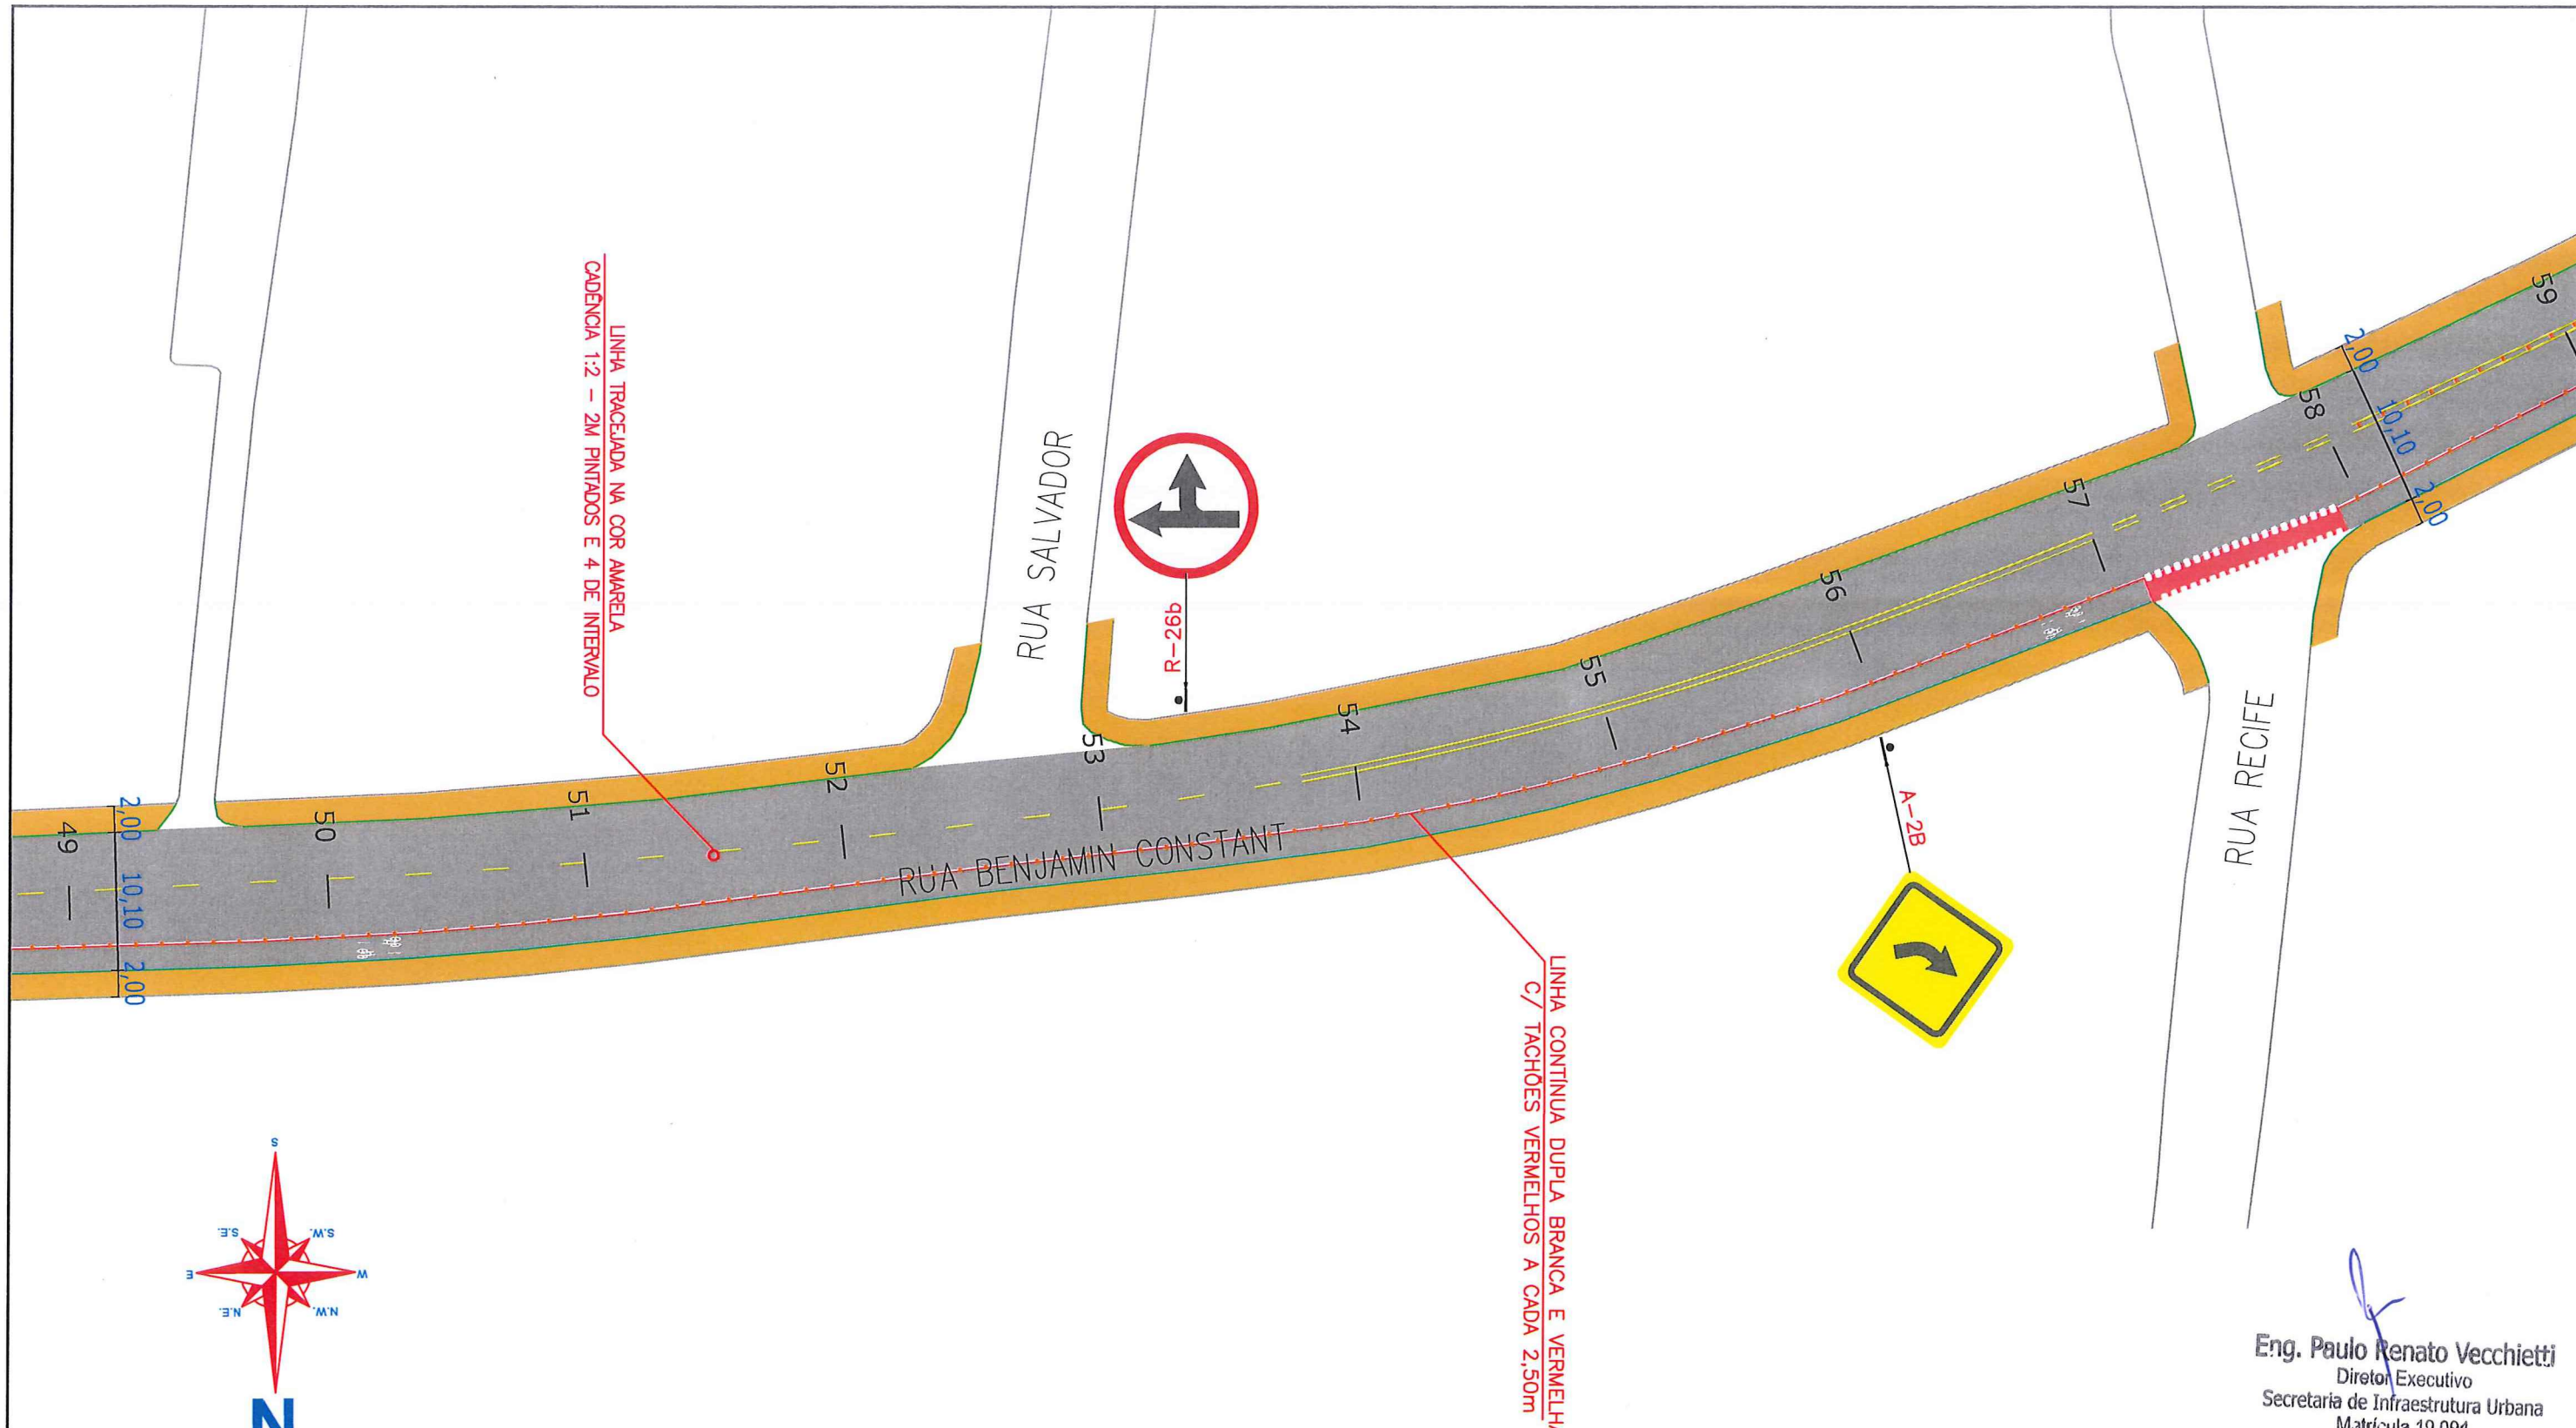 LINHA TRACEJADA NA COR AMARELA
CADÊNCIA 1:2 - 2M PINTADOS E 4 DE INTERVALO
RUA SALVADOR
R-26b
59
2,00
10,10
2,00
58
57
56
55
54
53
52
51
50
49
2,00
10,10
2,00
RUA BENJAMIN CONSTANT
RUA RECIFE
A-2B
LINHA CONTÍNUA DUPLA BRANCA E VERMELHA
C/ TACHÕES VERMELHOS A CADA 2,50m
S
S.E.
S.W.
E
W
N.E.
N.W.
N
Eng. Paulo Renato Vecchietti
Diretor Executivo
Secretaria de Infraestrutura Urbana
Matrícula 19.094